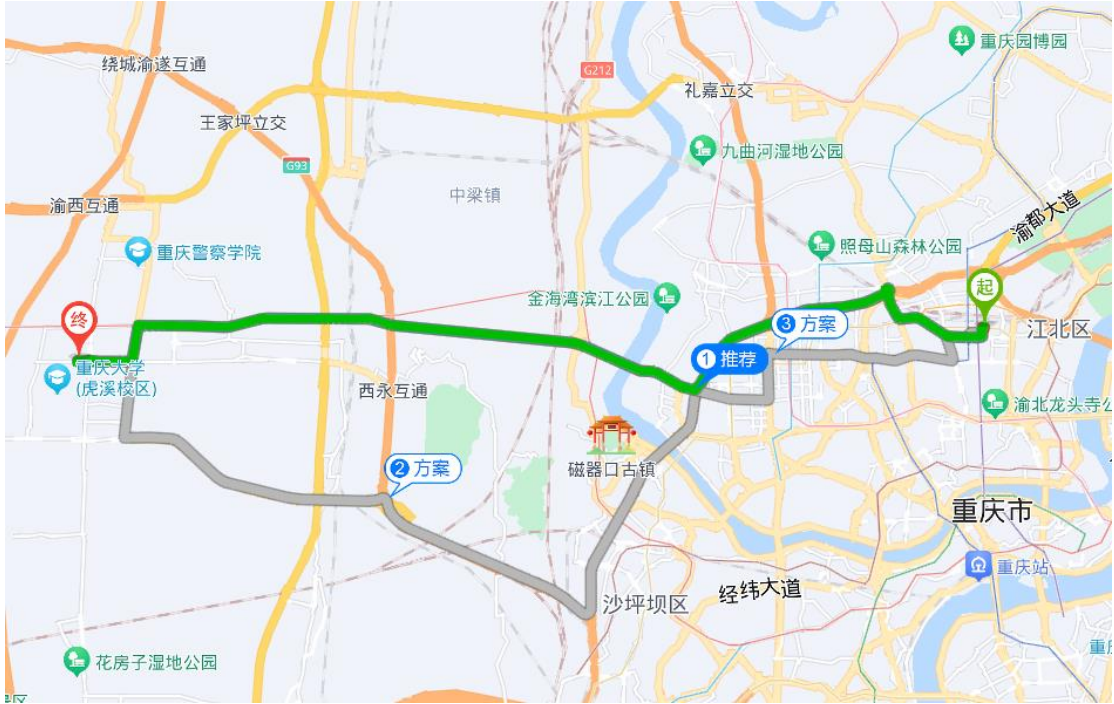 重庆园博园
绕城渝遂互通
G212
礼嘉立交
王家坪立交
九曲河湿地公园
G93
中梁镇
渝西互通
渝都大道
重庆警察学院
照母山森林公园
起
金海湾滨江公园
终
3 方案
江北区
1 推荐
重庆大学
(虎溪校区)
西永互通
渝北龙头寺公
2 方案
磁器口古镇
重庆市
重庆站
经纬大道
沙坪坝区
花房子湿地公园
重庆
区